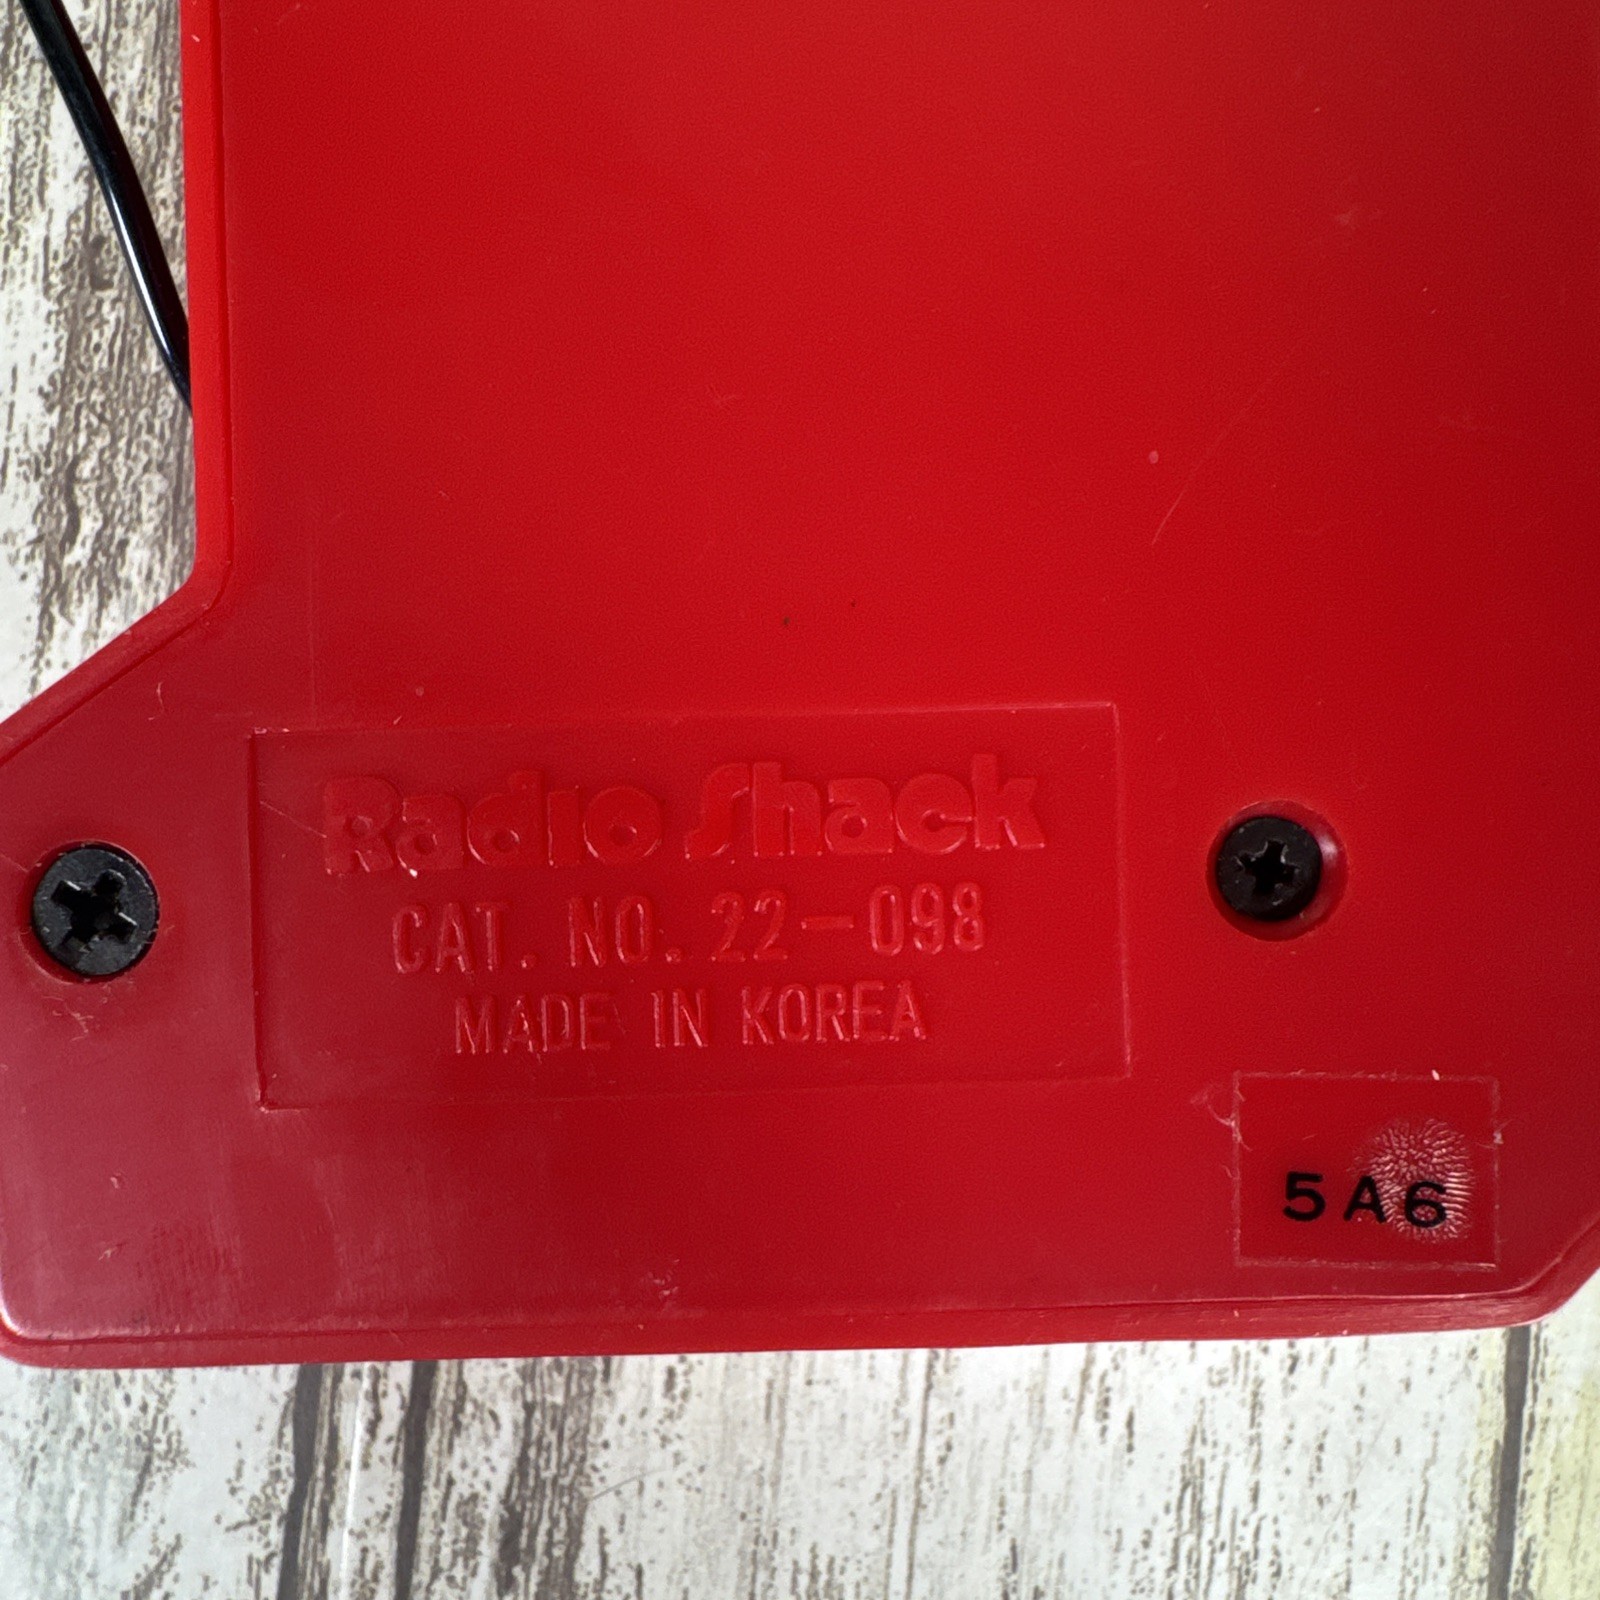 Radio Shack
CAT. NO. 22-098
MADE IN KOREA
5A6